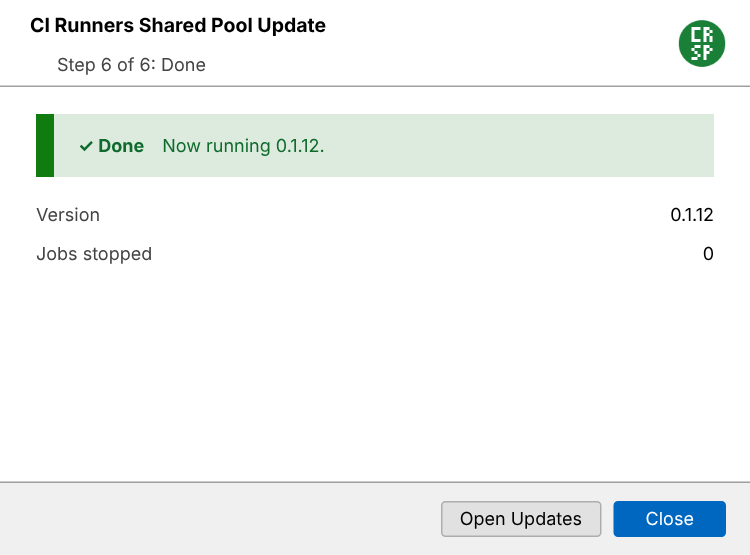 CI Runners Shared Pool Update
Step 6 of 6: Done
CR
SP
✓ Done Now running 0.1.12.
Version 0.1.12
Jobs stopped 0
Open Updates Close